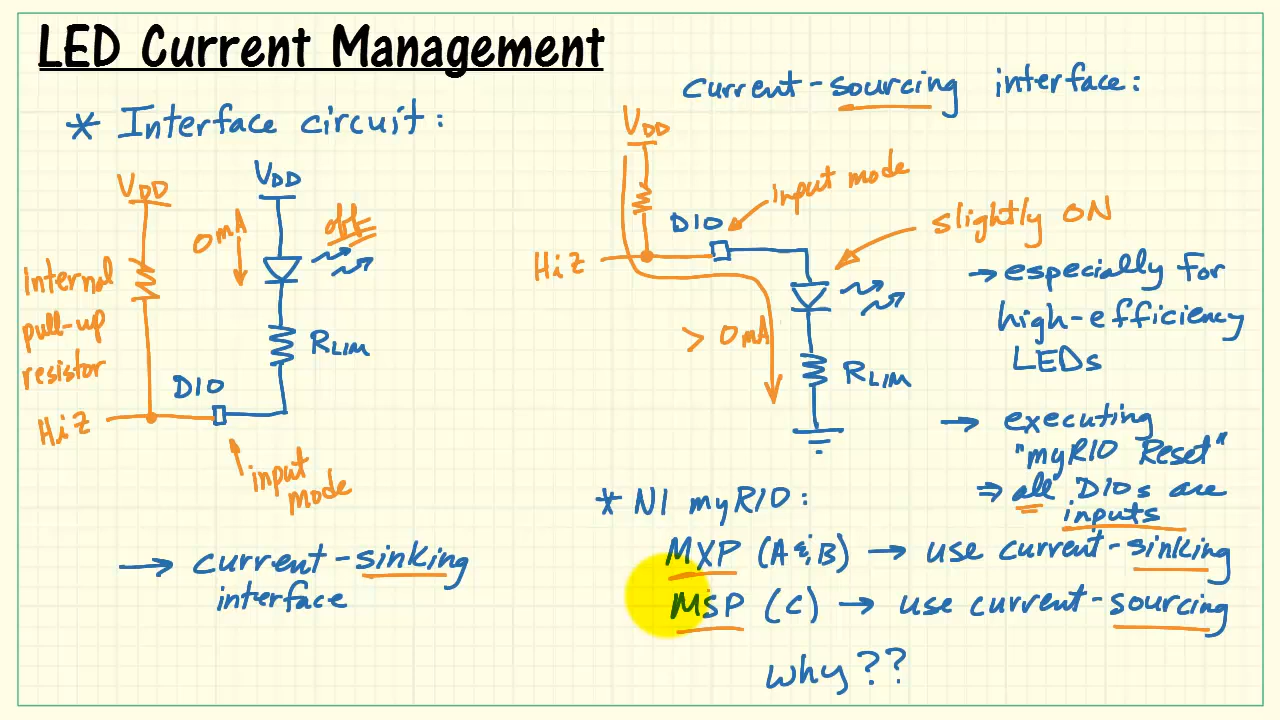 LED Current Management
* Interface circuit:
VDD
VDD
0mA
off
Internal
pull-up
resistor
RLIM
DIO
HiZ
input
mode
→ current-sinking
interface
current-sourcing interface:
VDD
input mode
DIO
slightly ON
HiZ
→ especially for
high-efficiency
LEDs
> 0mA
RLIM
→ executing
"myRIO Reset"
⇒ all DIOs are
inputs
* NI myRIO:
MXP (A&B) → use current-sinking
MSP (C) → use current-sourcing
why??